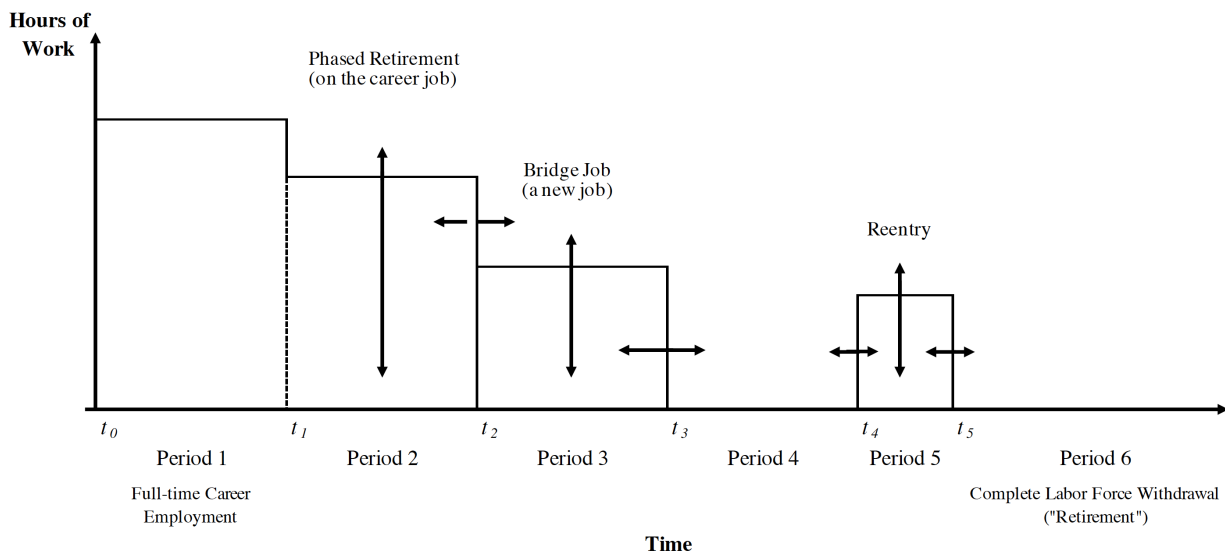 Hours of
Work
Phased Retirement
(on the career job)
Bridge Job
(a new job)
Reentry
t0 t1 t2 t3 t4 t5
Period 1 Period 2 Period 3 Period 4 Period 5 Period 6
Full-time Career
Employment
Complete Labor Force Withdrawal
("Retirement")
Time